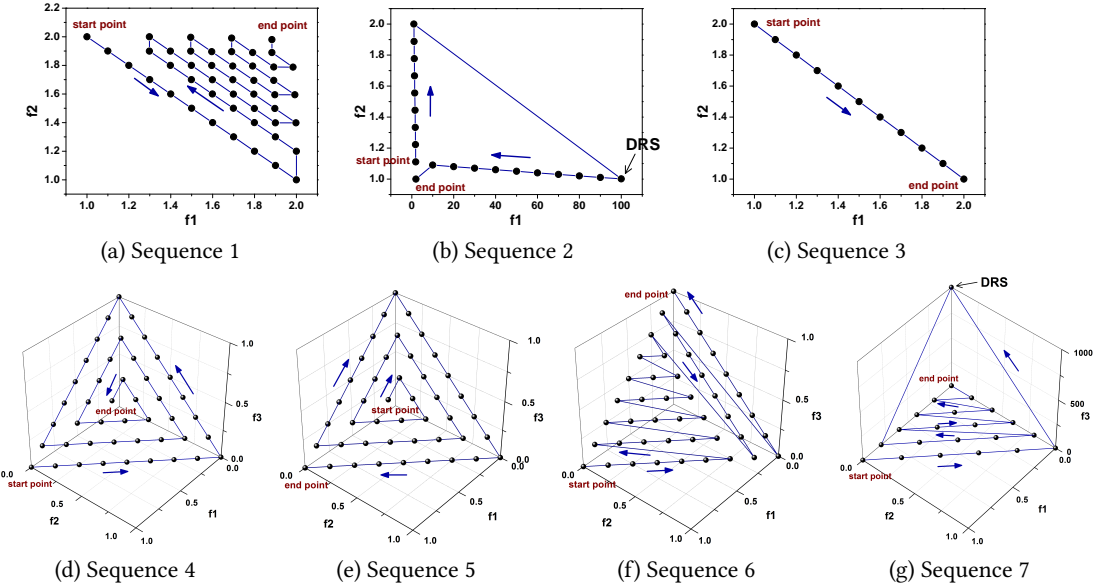 2.2
2.0
1.8
1.6
1.4
1.2
1.0
f2
start point
end point
1.0 1.2 1.4 1.6 1.8 2.0
f1
(a) Sequence 1
2.0
1.8
1.6
1.4
1.2
1.0
f2
DRS
start point
end point
0 20 40 60 80 100
f1
(b) Sequence 2
2.0
1.8
1.6
1.4
1.2
1.0
f2
start point
end point
1.0 1.2 1.4 1.6 1.8 2.0
f1
(c) Sequence 3
1.0
0.5
f3
0.0
end point
0.0
start point
0.5
f2
1.0
0.5
f1
1.0
(d) Sequence 4
1.0
0.5
f3
0.0
start point
0.0
end point
0.5
f2
1.0
0.5
f1
1.0
(e) Sequence 5
end point
1.0
0.5
f3
0.0
0.0
start point
0.5
f2
1.0
0.5
f1
1.0
(f) Sequence 6
DRS
1000
500
f3
0
end point
0.0
0.0
start point
0.5
f2
1.0
0.5
f1
1.0
(g) Sequence 7